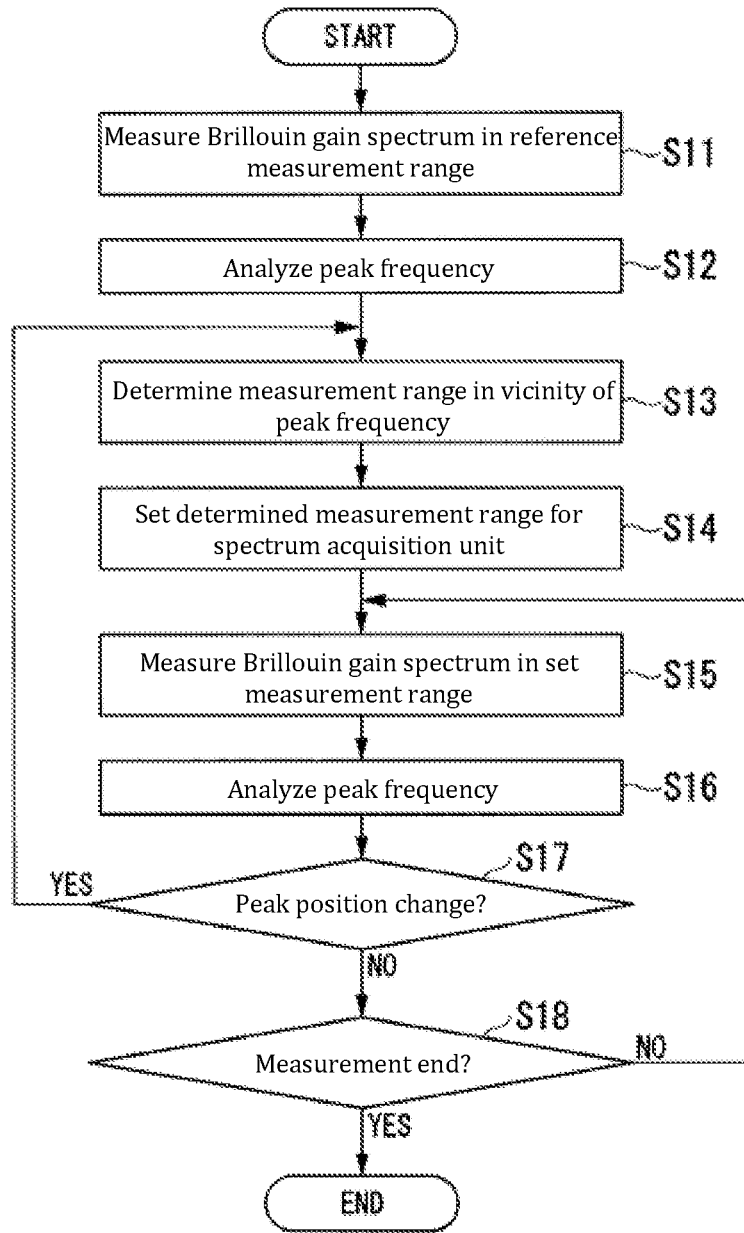 START
Measure Brillouin gain spectrum in reference
measurement range
S11
Analyze peak frequency
S12
Determine measurement range in vicinity of
peak frequency
S13
Set determined measurement range for
spectrum acquisition unit
S14
Measure Brillouin gain spectrum in set
measurement range
S15
Analyze peak frequency
S16
S17
YES
Peak position change?
NO
S18
Measurement end?
NO
YES
END